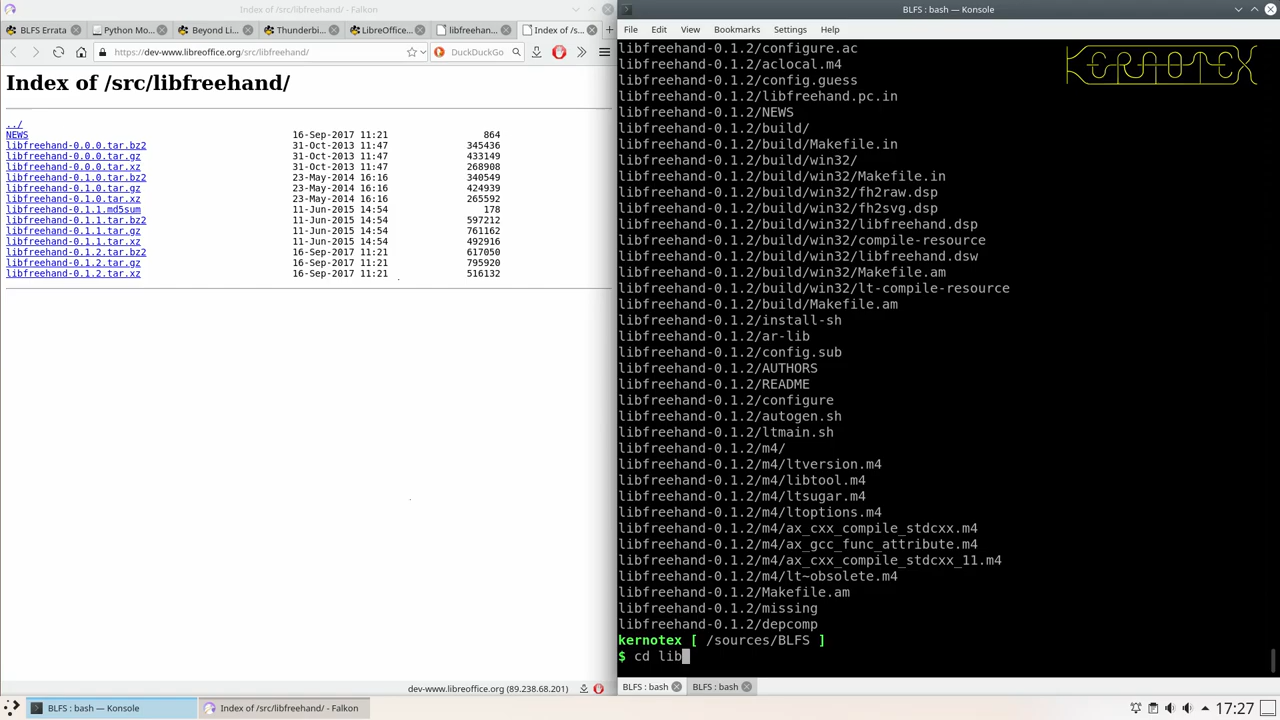 Index of /src/libfreehand/ - Falkon
BLFS Errata
Python Mo...
Beyond Li...
Thunderbi...
LibreOffice...
libfreehan...
Index of /s...
https://dev-www.libreoffice.org/src/libfreehand/
DuckDuckGo
Index of /src/libfreehand/
../
NEWS 16-Sep-2017 11:21 864
libfreehand-0.0.0.tar.bz2 31-Oct-2013 11:47 345436
libfreehand-0.0.0.tar.gz 31-Oct-2013 11:47 433149
libfreehand-0.0.0.tar.xz 31-Oct-2013 11:47 268908
libfreehand-0.1.0.tar.bz2 23-May-2014 16:16 340549
libfreehand-0.1.0.tar.gz 23-May-2014 16:16 424939
libfreehand-0.1.0.tar.xz 23-May-2014 16:16 265592
libfreehand-0.1.1.md5sum 11-Jun-2015 14:54 178
libfreehand-0.1.1.tar.bz2 11-Jun-2015 14:54 597212
libfreehand-0.1.1.tar.gz 11-Jun-2015 14:54 761162
libfreehand-0.1.1.tar.xz 11-Jun-2015 14:54 492916
libfreehand-0.1.2.tar.bz2 16-Sep-2017 11:21 617050
libfreehand-0.1.2.tar.gz 16-Sep-2017 11:21 795920
libfreehand-0.1.2.tar.xz 16-Sep-2017 11:21 516132
dev-www.libreoffice.org (89.238.68.201)
BLFS : bash — Konsole
File Edit View Bookmarks Settings Help
KERNOTEX
libfreehand-0.1.2/configure.ac
libfreehand-0.1.2/aclocal.m4
libfreehand-0.1.2/config.guess
libfreehand-0.1.2/libfreehand.pc.in
libfreehand-0.1.2/NEWS
libfreehand-0.1.2/build/
libfreehand-0.1.2/build/Makefile.in
libfreehand-0.1.2/build/win32/
libfreehand-0.1.2/build/win32/Makefile.in
libfreehand-0.1.2/build/win32/fh2raw.dsp
libfreehand-0.1.2/build/win32/fh2svg.dsp
libfreehand-0.1.2/build/win32/libfreehand.dsp
libfreehand-0.1.2/build/win32/compile-resource
libfreehand-0.1.2/build/win32/libfreehand.dsw
libfreehand-0.1.2/build/win32/Makefile.am
libfreehand-0.1.2/build/win32/lt-compile-resource
libfreehand-0.1.2/build/Makefile.am
libfreehand-0.1.2/install-sh
libfreehand-0.1.2/ar-lib
libfreehand-0.1.2/config.sub
libfreehand-0.1.2/AUTHORS
libfreehand-0.1.2/README
libfreehand-0.1.2/configure
libfreehand-0.1.2/autogen.sh
libfreehand-0.1.2/ltmain.sh
libfreehand-0.1.2/m4/
libfreehand-0.1.2/m4/ltversion.m4
libfreehand-0.1.2/m4/libtool.m4
libfreehand-0.1.2/m4/ltsugar.m4
libfreehand-0.1.2/m4/ltoptions.m4
libfreehand-0.1.2/m4/ax_cxx_compile_stdcxx.m4
libfreehand-0.1.2/m4/ax_gcc_func_attribute.m4
libfreehand-0.1.2/m4/ax_cxx_compile_stdcxx_11.m4
libfreehand-0.1.2/m4/lt~obsolete.m4
libfreehand-0.1.2/Makefile.am
libfreehand-0.1.2/missing
libfreehand-0.1.2/depcomp
kernotex [ /sources/BLFS ]
$ cd lib
BLFS : bash
BLFS : bash
BLFS : bash — Konsole
Index of /src/libfreehand/ - Falkon
17:27